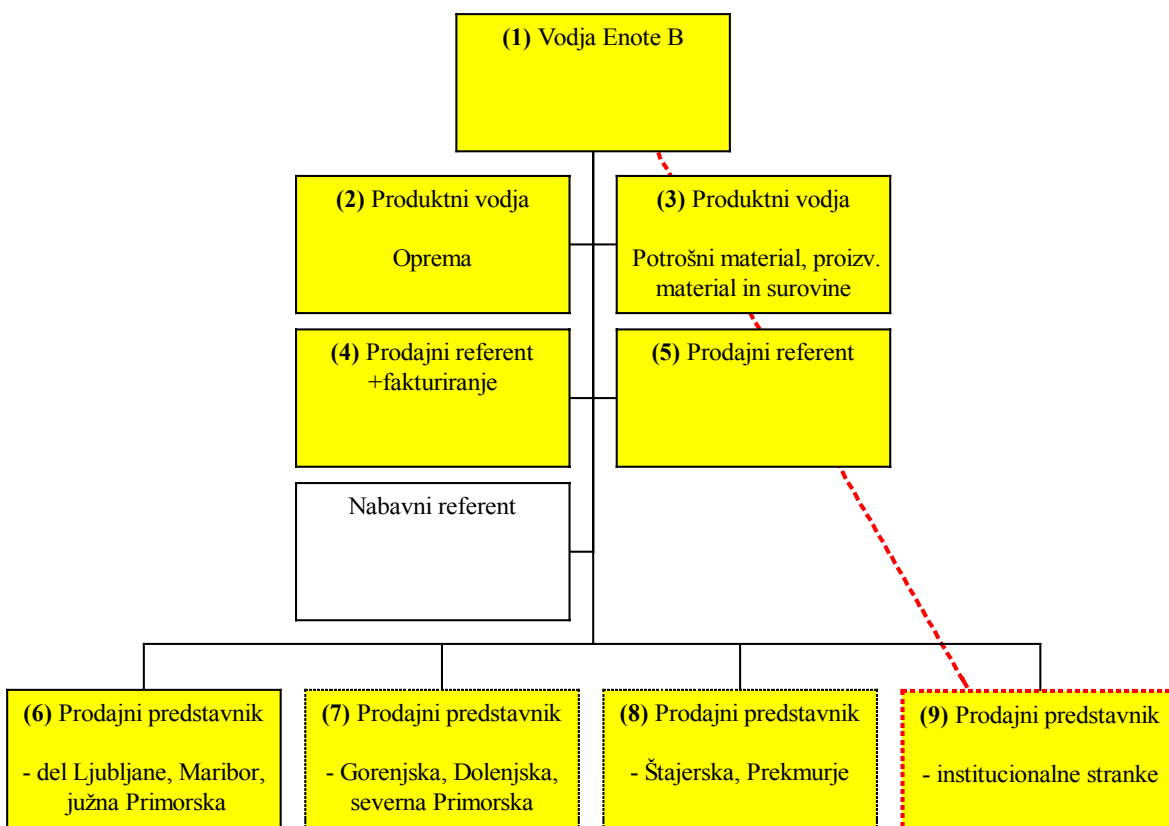 (1) Vodja Enote B
(2) Produktni vodja
Oprema
(3) Produktni vodja
Potrošni material, proizv.
material in surovine
(4) Prodajni referent
+fakturiranje
(5) Prodajni referent
Nabavni referent
(6) Prodajni predstavnik
- del Ljubljane, Maribor,
južna Primorska
(7) Prodajni predstavnik
- Gorenjska, Dolenjska,
severna Primorska
(8) Prodajni predstavnik
- Štajerska, Prekmurje
(9) Prodajni predstavnik
- institucionalne stranke